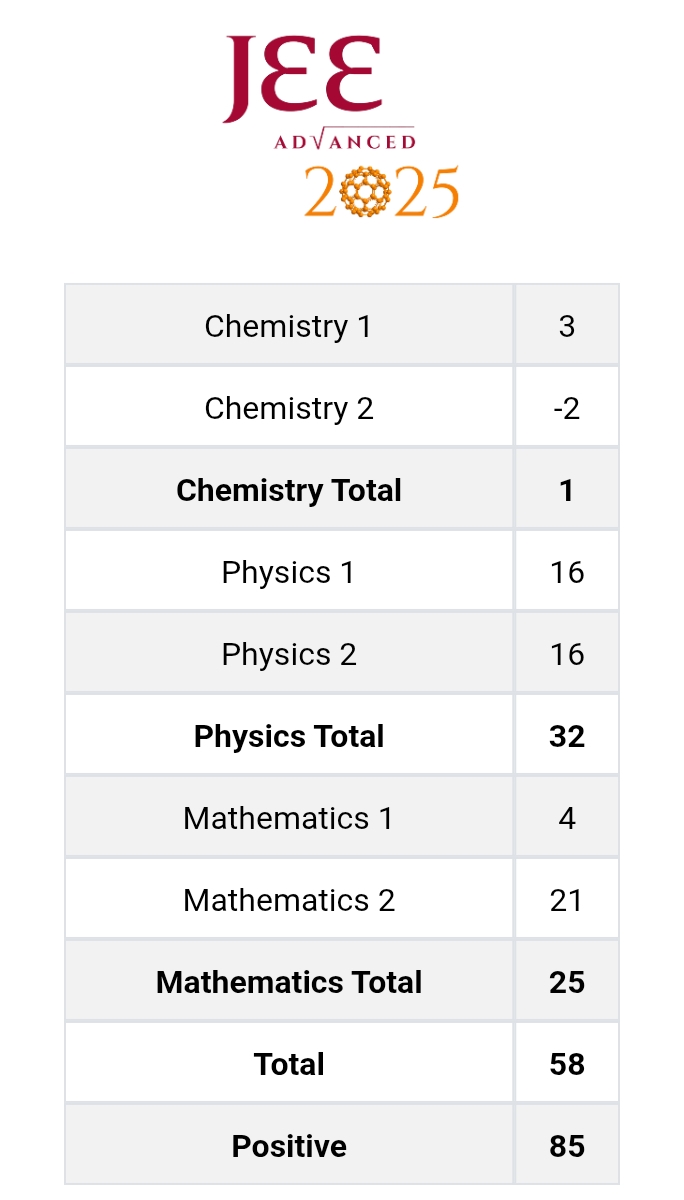 JEE
ADVANCED
2025
Chemistry 1 3
Chemistry 2 -2
Chemistry Total 1
Physics 1 16
Physics 2 16
Physics Total 32
Mathematics 1 4
Mathematics 2 21
Mathematics Total 25
Total 58
Positive 85